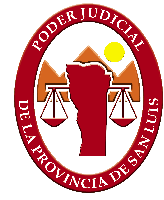 PODER JUDICIAL
DE LA PROVINCIA DE SAN LUIS